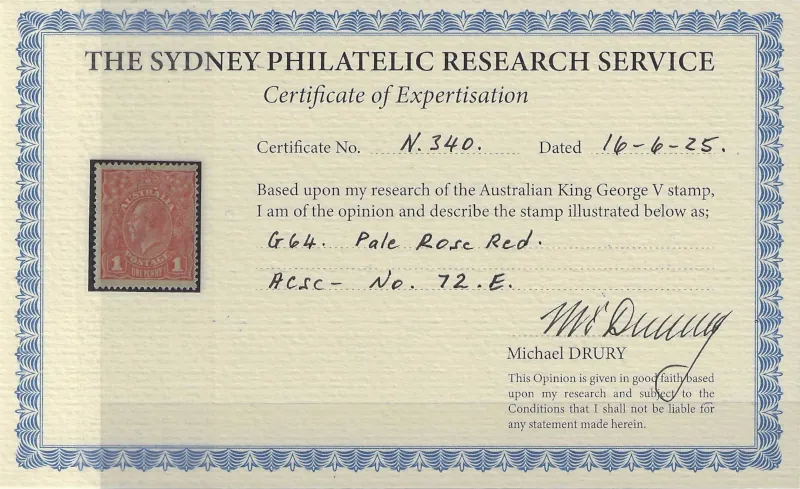 THE SYDNEY PHILATELIC RESEARCH SERVICE
Certificate of Expertisation
Certificate No. N.340. Dated 16-6-25.
Based upon my research of the Australian King George V stamp,
I am of the opinion and describe the stamp illustrated below as;
G64. Pale Rose Red.
ACSC - No. 72.E.
AUSTRALIA
POSTAGE
1 ONE PENNY 1
Michael DRURY
This Opinion is given in good faith based
upon my research and subject to the
Conditions that I shall not be liable for
any statement made herein.